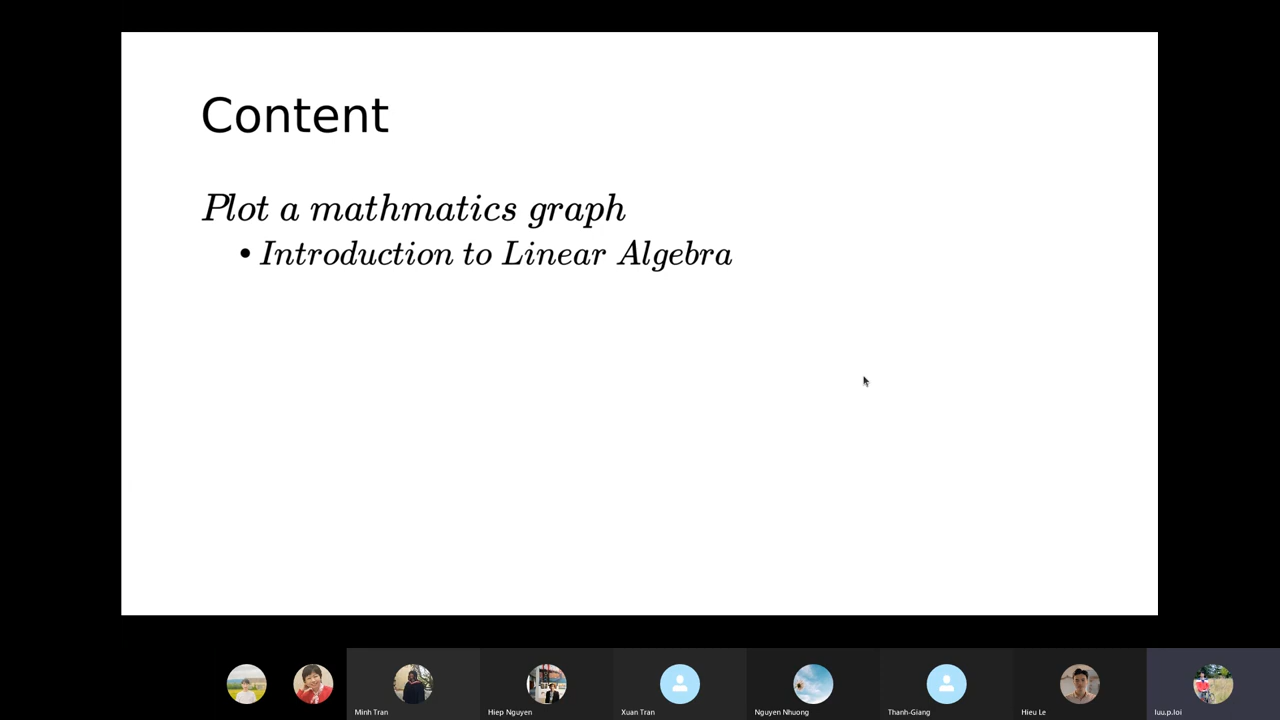 Content
Plot a mathmatics graph
• Introduction to Linear Algebra
Minh Tran
Hiep Nguyen
Xuan Tran
Nguyen Nhuong
Thanh-Giang
Hieu Le
luu.p.loi